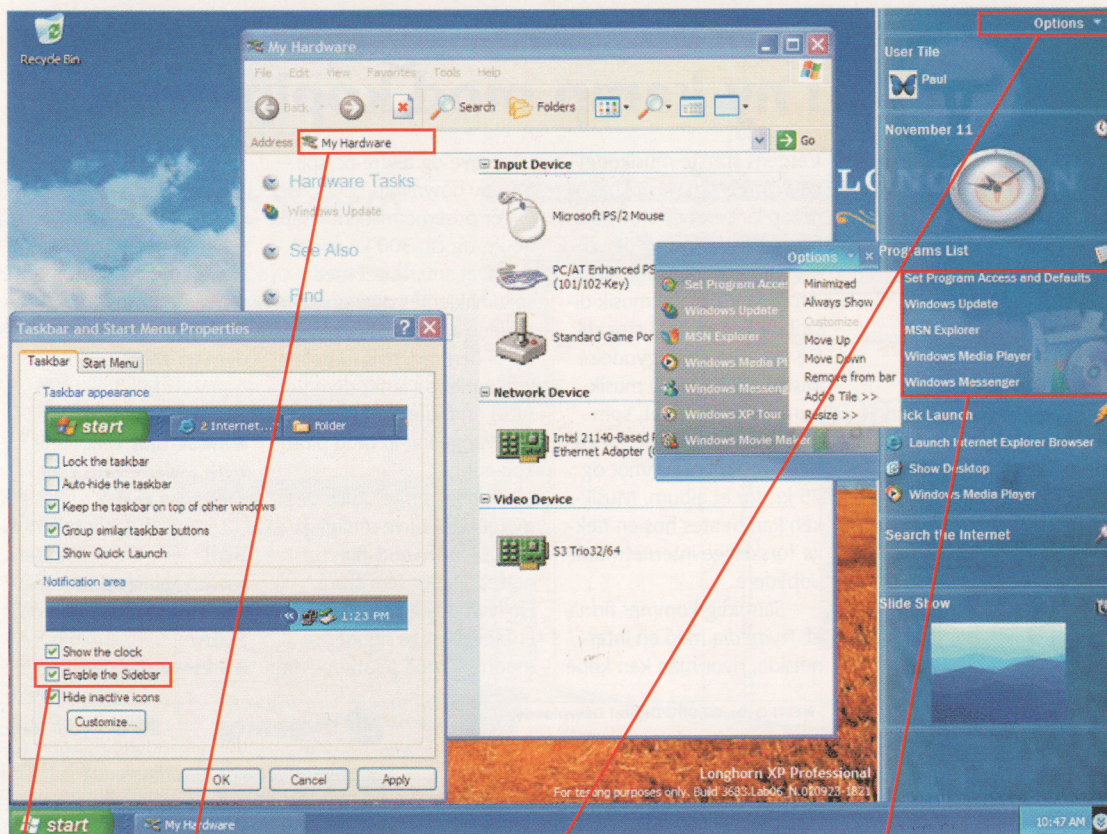 Recycle Bin
My Hardware
File Edit View Favorites Tools Help
Back
Search
Folders
Address
My Hardware
Go
Hardware Tasks
Windows Update
See Also
Find
Input Device
Microsoft PS/2 Mouse
PC/AT Enhanced PS
(101/102-Key)
Standard Game Por
Network Device
Intel 21140-Based
Ethernet Adapter
Video Device
S3 Trio32/64
Taskbar and Start Menu Properties
Taskbar
Start Menu
Taskbar appearance
start
2 Internet...
Folder
Lock the taskbar
Auto-hide the taskbar
Keep the taskbar on top of other windows
Group similar taskbar buttons
Show Quick Launch
Notification area
1:23 PM
Show the clock
Enable the Sidebar
Hide inactive icons
Customize...
OK
Cancel
Apply
Options
Set Program Acce
Windows Update
MSN Explorer
Windows Media Pl
Windows Messeng
Windows XP Tour
Windows Movie Maker
Minimized
Always Show
Customize
Move Up
Move Down
Remove from bar
Add a Tile >>
Resize >>
Options
User Tile
Paul
November 11
Programs List
Set Program Access and Defaults
Windows Update
MSN Explorer
Windows Media Player
Windows Messenger
ick Launch
Launch Internet Explorer Browser
Show Desktop
Windows Media Player
Search the Internet
Slide Show
Longhorn XP Professional
purposes only. Build 3683.Lab06_N.020923-1821
start
My Hardware
10:47 AM